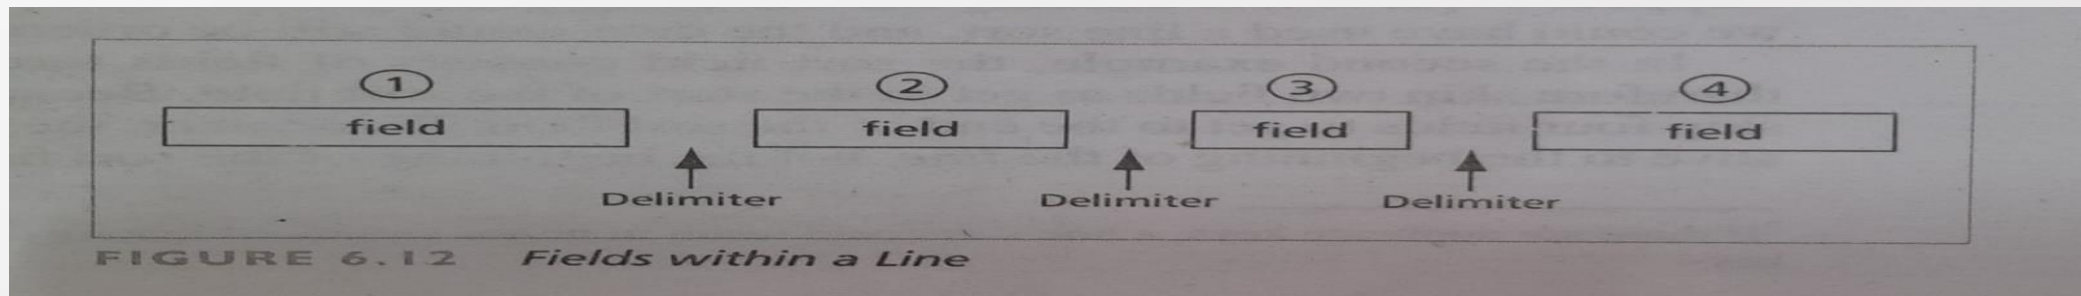 ① ② ③ ④
field field field field
Delimiter Delimiter Delimiter
FIGURE 6.12 Fields within a Line